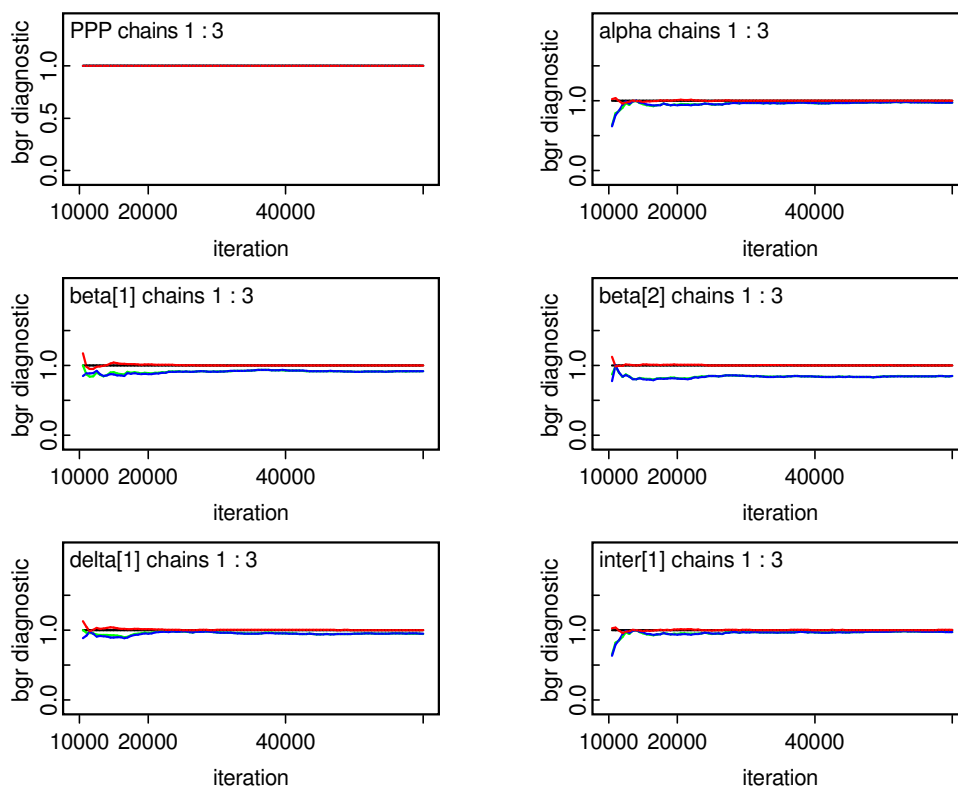 PPP chains 1 : 3
bgr diagnostic
0.0 0.5 1.0
10000 20000 40000
iteration
alpha chains 1 : 3
bgr diagnostic
0.0 1.0
10000 20000 40000
iteration
beta[1] chains 1 : 3
bgr diagnostic
0.0 1.0
10000 20000 40000
iteration
beta[2] chains 1 : 3
bgr diagnostic
0.0 1.0
10000 20000 40000
iteration
delta[1] chains 1 : 3
bgr diagnostic
0.0 1.0
10000 20000 40000
iteration
inter[1] chains 1 : 3
bgr diagnostic
0.0 1.0
10000 20000 40000
iteration